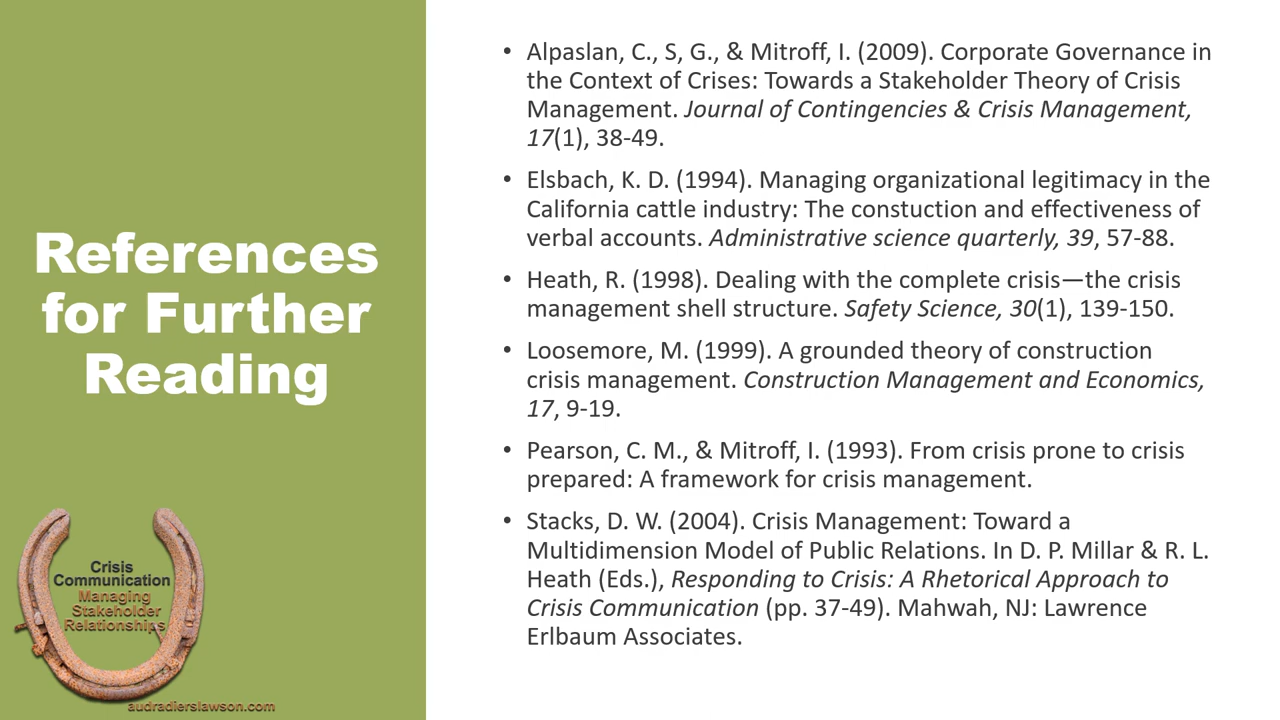 References
for Further
Reading
• Alpaslan, C., S, G., & Mitroff, I. (2009). Corporate Governance in
the Context of Crises: Towards a Stakeholder Theory of Crisis
Management. Journal of Contingencies & Crisis Management,
17(1), 38-49.
• Elsbach, K. D. (1994). Managing organizational legitimacy in the
California cattle industry: The constuction and effectiveness of
verbal accounts. Administrative science quarterly, 39, 57-88.
• Heath, R. (1998). Dealing with the complete crisis—the crisis
management shell structure. Safety Science, 30(1), 139-150.
• Loosemore, M. (1999). A grounded theory of construction
crisis management. Construction Management and Economics,
17, 9-19.
• Pearson, C. M., & Mitroff, I. (1993). From crisis prone to crisis
prepared: A framework for crisis management.
• Stacks, D. W. (2004). Crisis Management: Toward a
Multidimension Model of Public Relations. In D. P. Millar & R. L.
Heath (Eds.), Responding to Crisis: A Rhetorical Approach to
Crisis Communication (pp. 37-49). Mahwah, NJ: Lawrence
Erlbaum Associates.
Crisis
Communication
Managing
Stakeholder
Relationships
audradierslawson.com